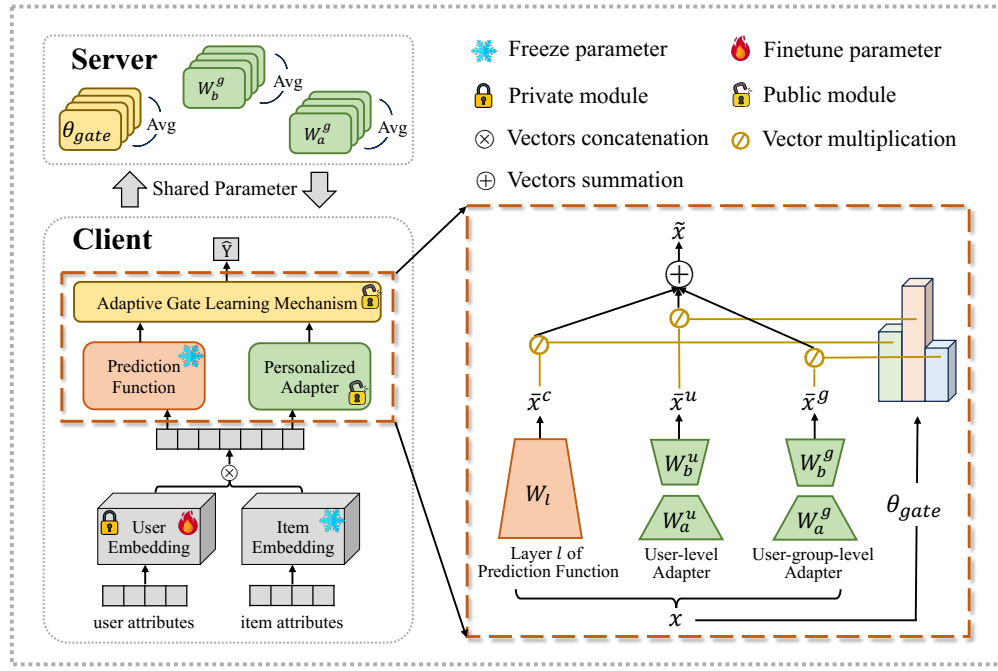 Server
θ_gate
Avg
W_b^g
Avg
W_a^g
Avg
Freeze parameter
Finetune parameter
Private module
Public module
Vectors concatenation
Vector multiplication
Vectors summation
Shared Parameter
Client
Ŷ
Adaptive Gate Learning Mechanism
Prediction
Function
Personalized
Adapter
User
Embedding
Item
Embedding
user attributes
item attributes
x̃
x̄^c
x̄^u
x̄^g
W_l
W_b^u
W_a^u
W_b^g
W_a^g
θ_gate
Layer l of
Prediction Function
User-level
Adapter
User-group-level
Adapter
x